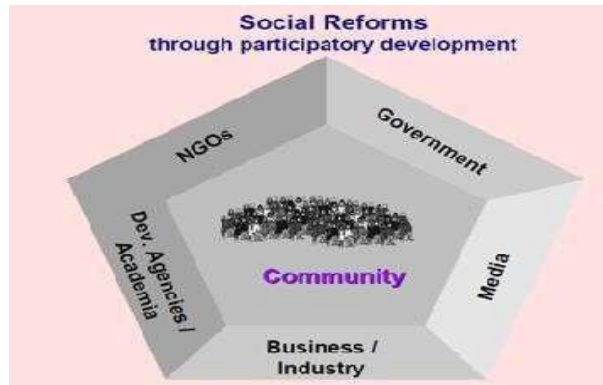 Social Reforms
through participatory development
NGOs
Government
Dev. Agencies /
Academia
Community
Media
Business /
Industry